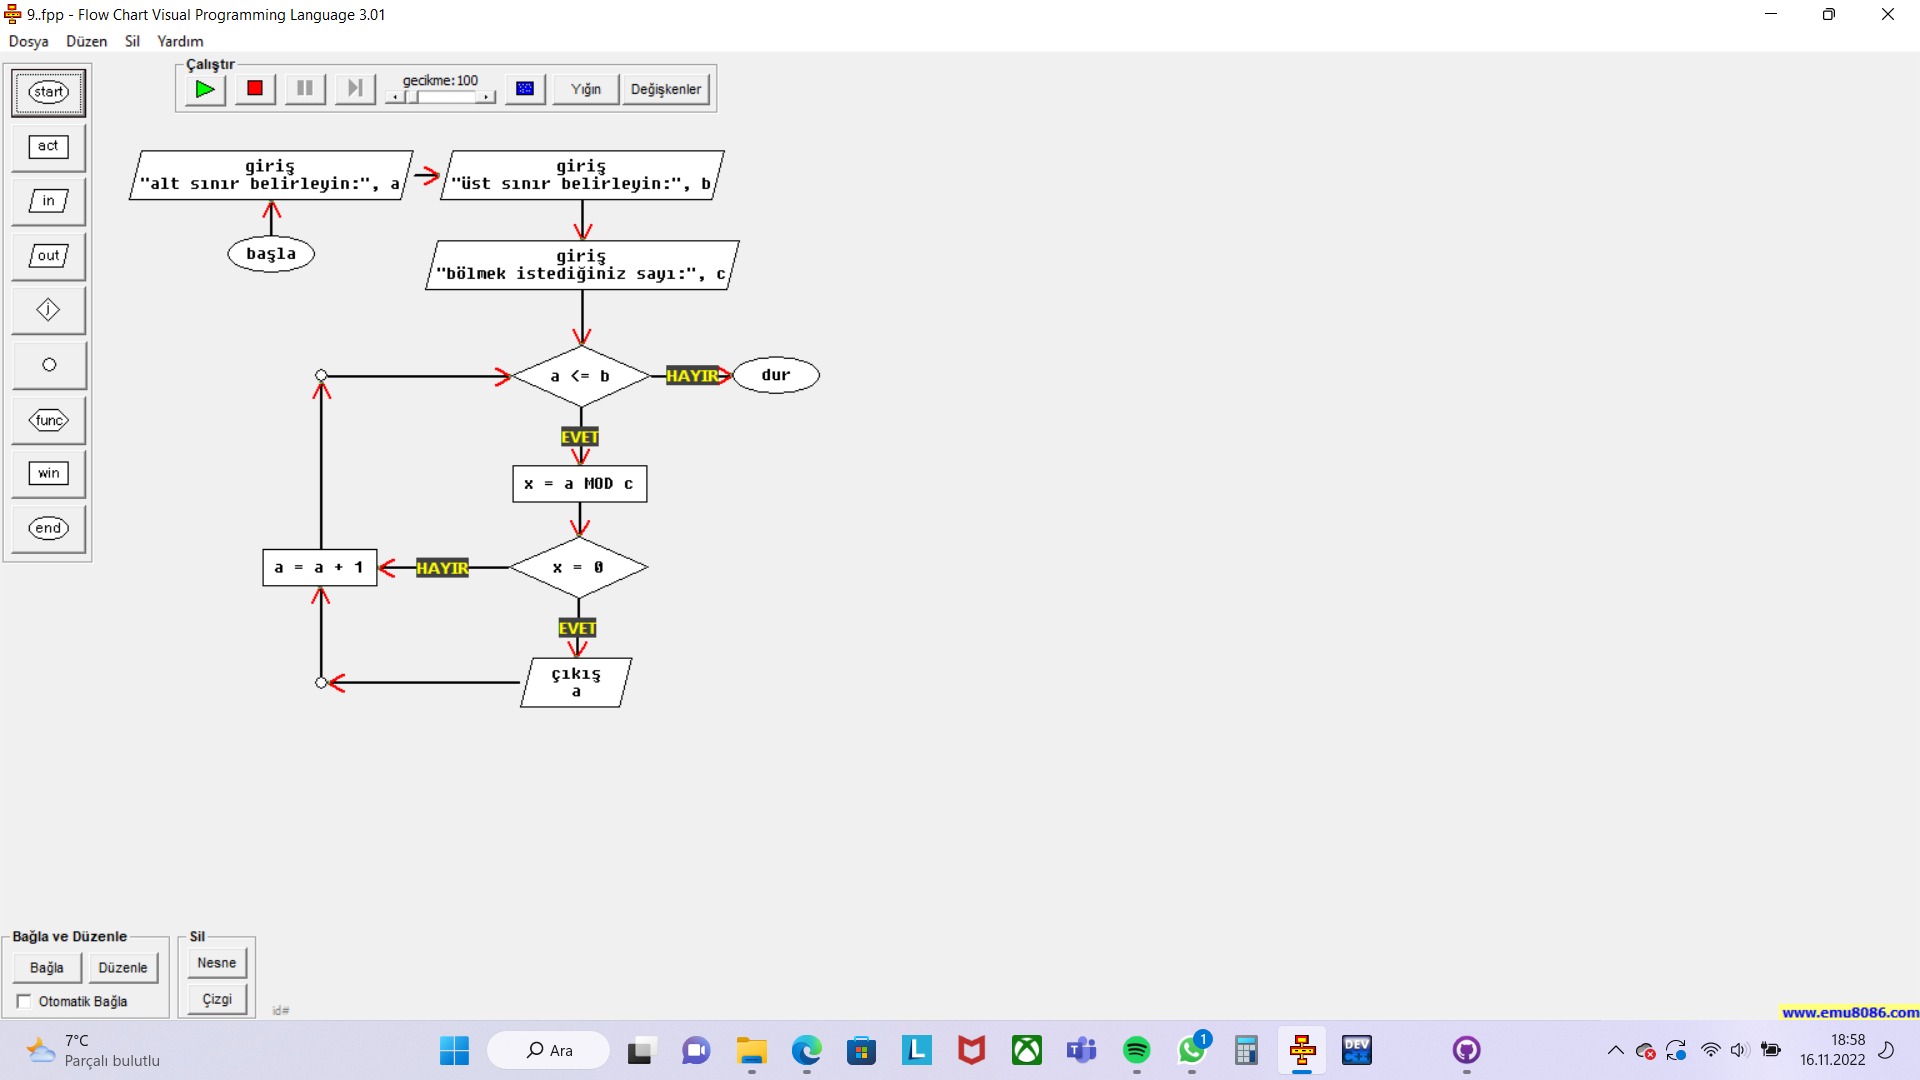 9..fpp - Flow Chart Visual Programming Language 3.01
Dosya Düzen Sil Yardım
Çalıştır
gecikme:100
Yığın
Değişkenler
start
act
in
out
j
func
win
end
giriş
"alt sınır belirleyin:", a
giriş
"üst sınır belirleyin:", b
başla
giriş
"bölmek istediğiniz sayı:", c
a <= b
HAYIR
dur
EVET
x = a MOD c
a = a + 1
HAYIR
x = 0
EVET
çıkış
a
Bağla ve Düzenle
Bağla
Düzenle
Otomatik Bağla
Sil
Nesne
Çizgi
id#
www.emu8086.com
7°C
Parçalı bulutlu
Ara
L
T
1
DEV
C++
18:58
16.11.2022